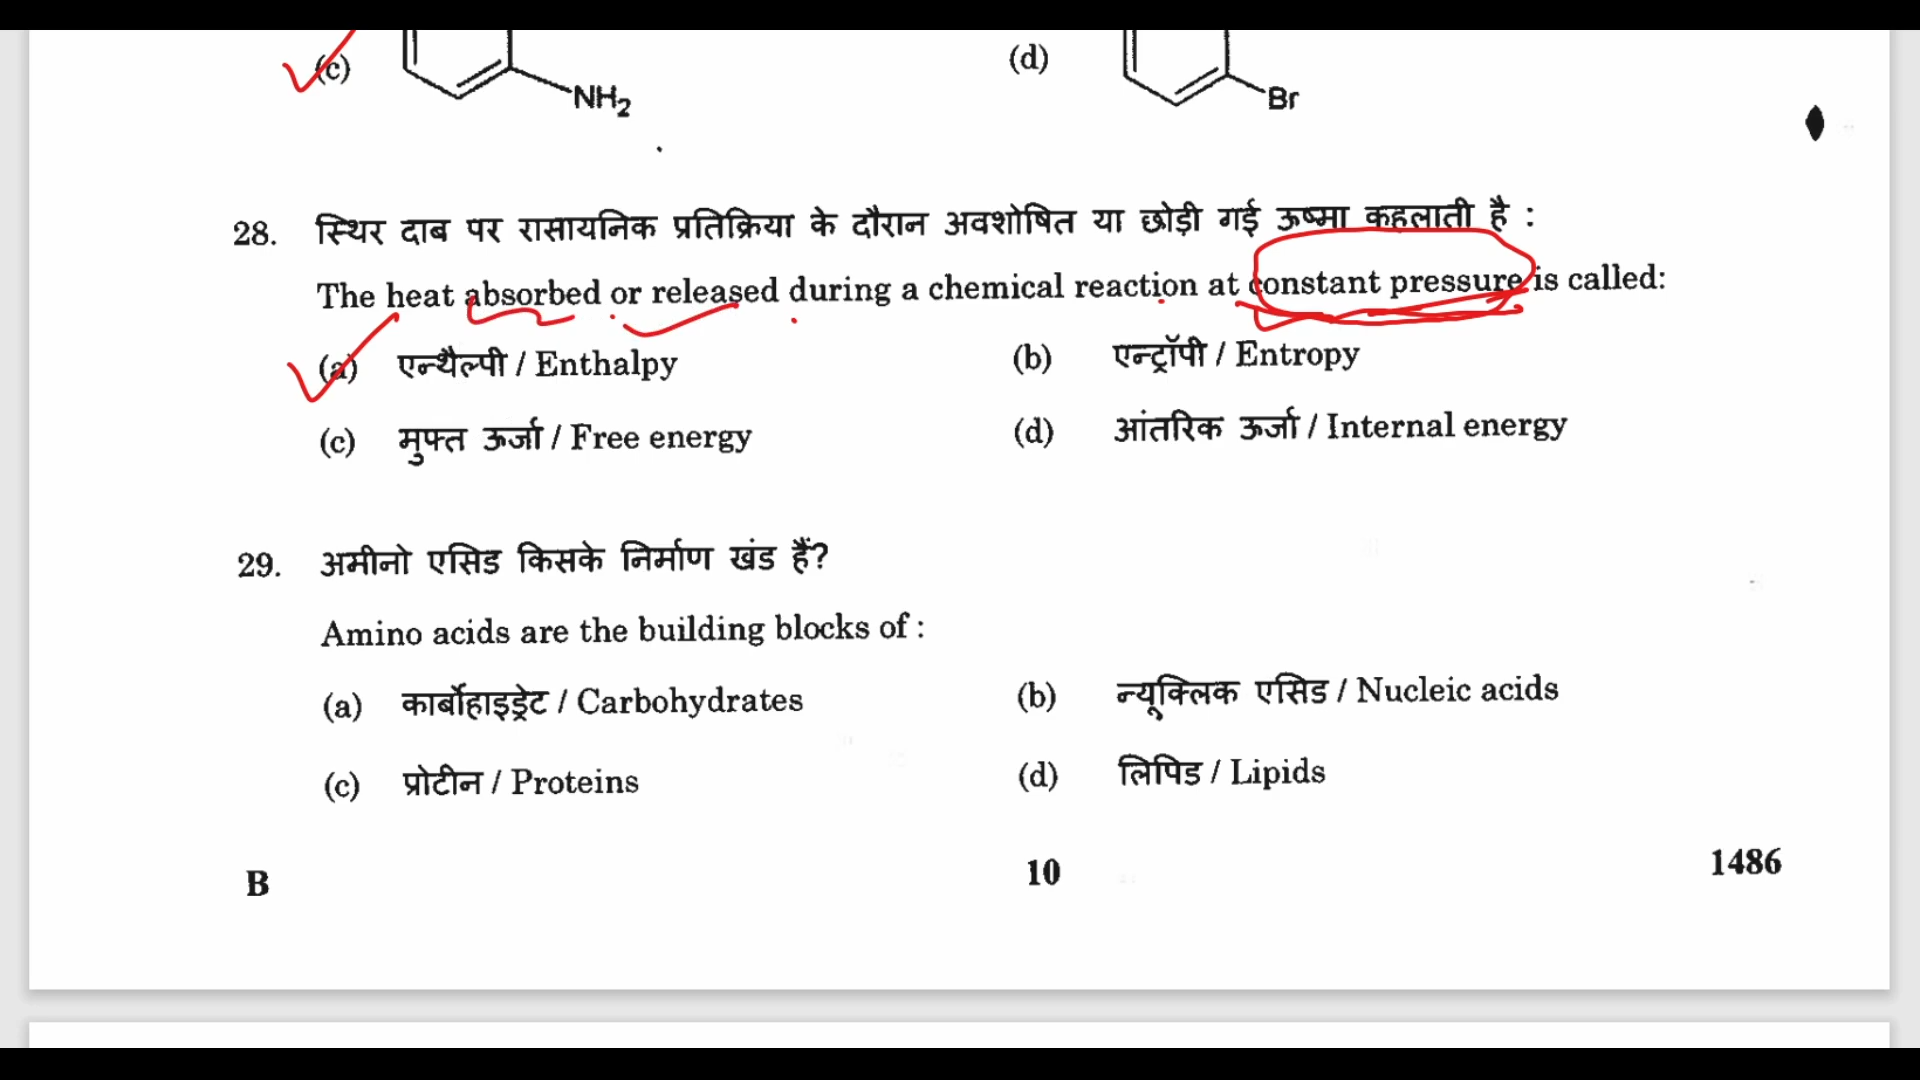 (c) NH2 (d) Br
28. स्थिर दाब पर रासायनिक प्रतिक्रिया के दौरान अवशोषित या छोड़ी गई ऊष्मा कहलाती है :
The heat absorbed or released during a chemical reaction at constant pressure is called:
(a) एन्थैल्पी / Enthalpy (b) एन्ट्रॉपी / Entropy
(c) मुफ्त ऊर्जा / Free energy (d) आंतरिक ऊर्जा / Internal energy
29. अमीनो एसिड किसके निर्माण खंड हैं?
Amino acids are the building blocks of :
(a) कार्बोहाइड्रेट / Carbohydrates (b) न्यूक्लिक एसिड / Nucleic acids
(c) प्रोटीन / Proteins (d) लिपिड / Lipids
B 10 1486